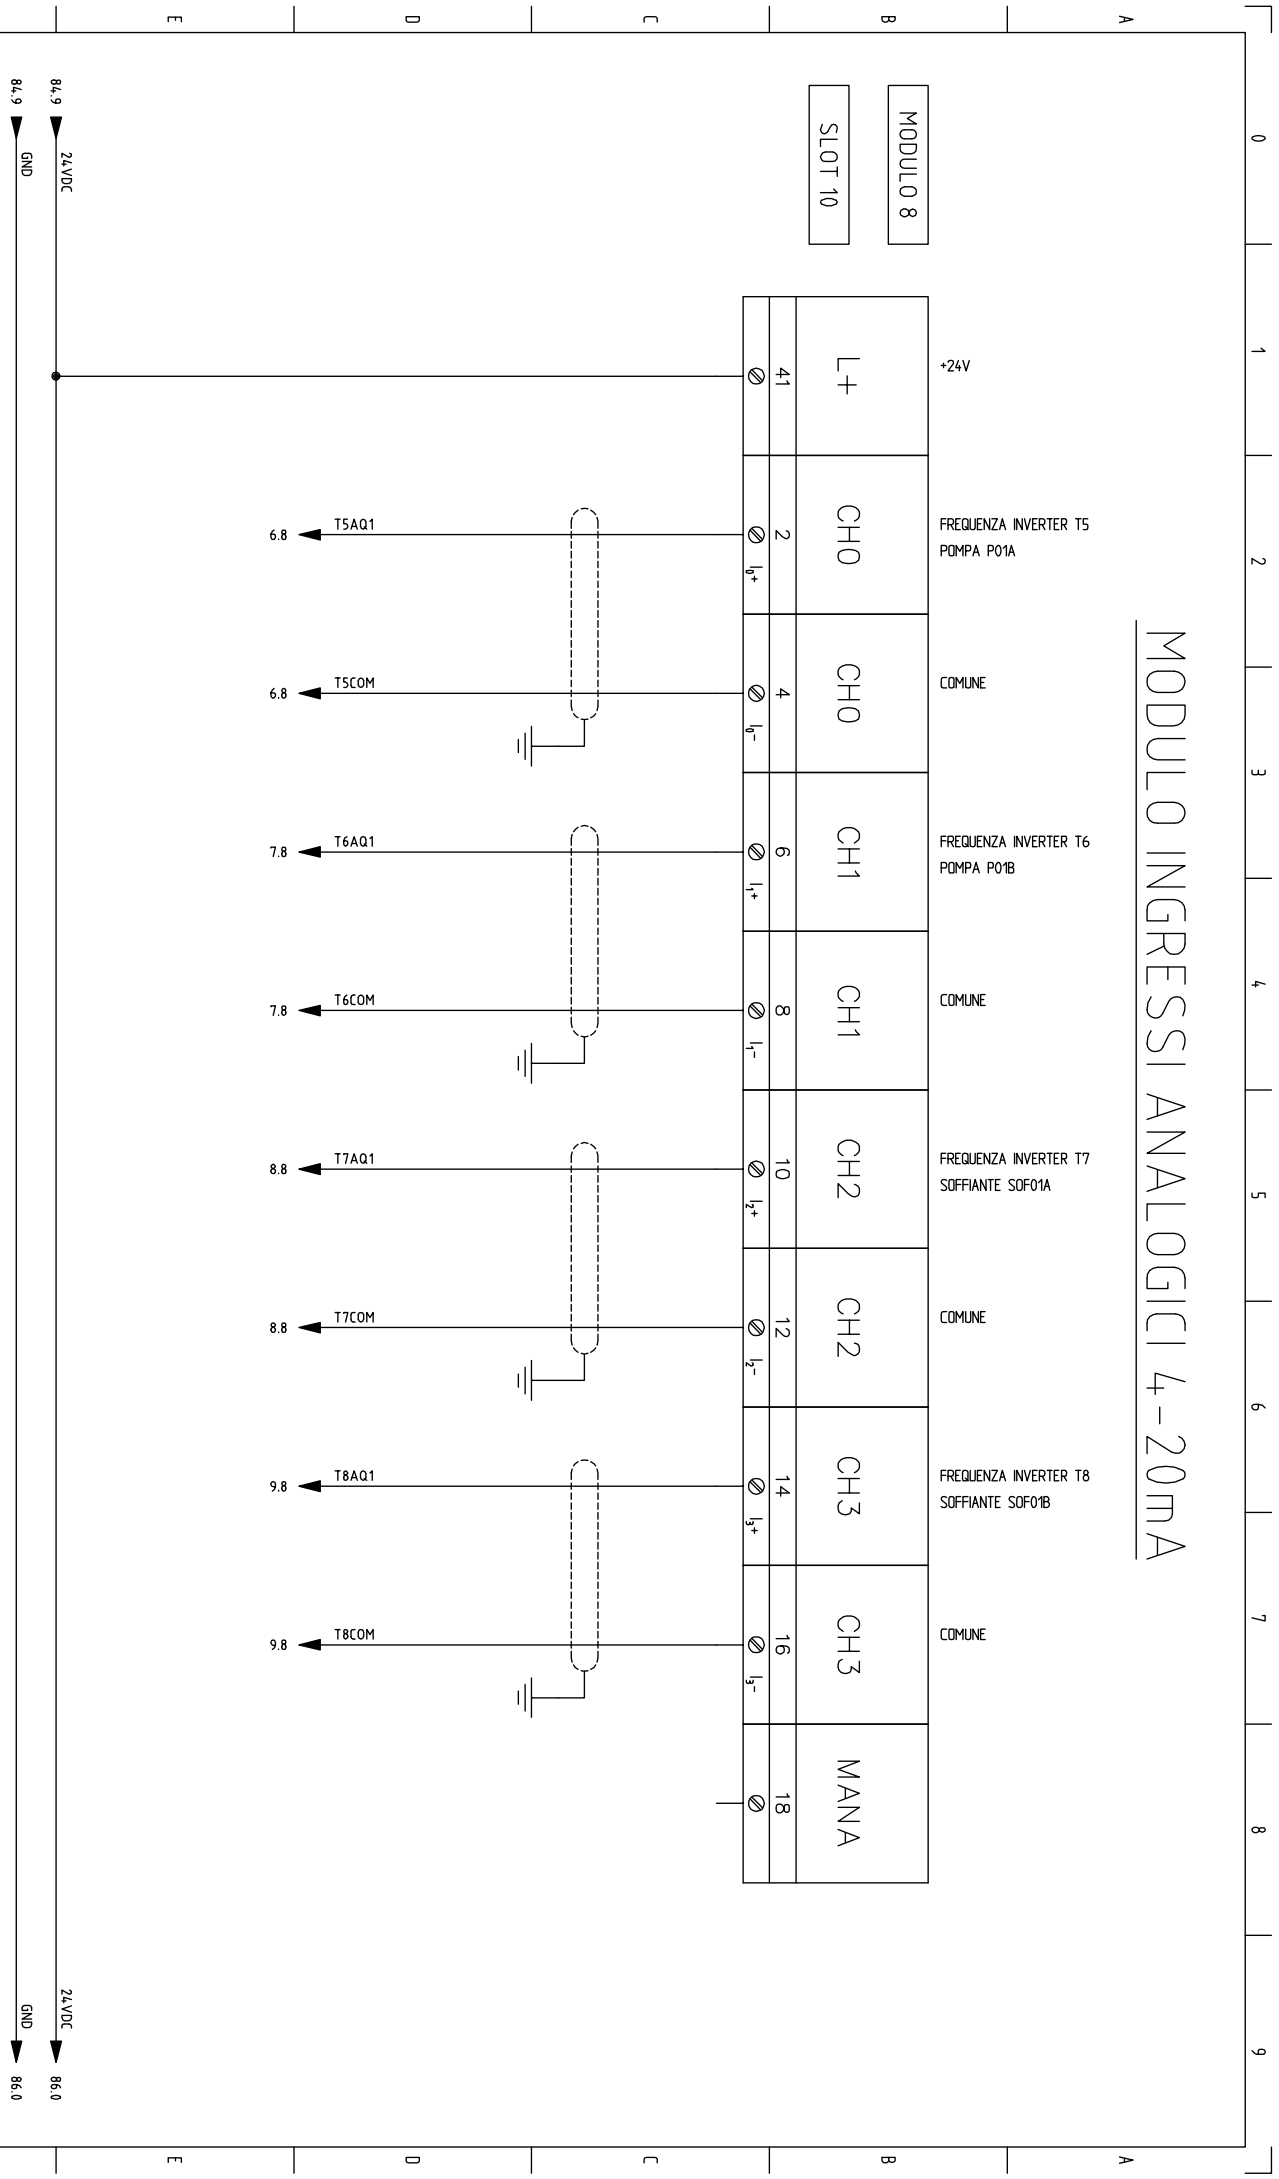 0 1 2 3 4 5 6 7 8 9
A A
MODULO INGRESSI ANALOGICI 4-20mA
+24V
FREQUENZA INVERTER T5
POMPA P01A
COMUNE
FREQUENZA INVERTER T6
POMPA P01B
COMUNE
FREQUENZA INVERTER T7
SOFFIANTE SOF01A
COMUNE
FREQUENZA INVERTER T8
SOFFIANTE SOF01B
COMUNE
B B
MODULO 8
SLOT 10
L+ CH0 CH0 CH1 CH1 CH2 CH2 CH3 CH3 MANA
41 2 4 6 8 10 12 14 16 18
I0+ I0- I1+ I1- I2+ I2- I3+ I3-
C C
D D
T5AQ1 T5COM T6AQ1 T6COM T7AQ1 T7COM T8AQ1 T8COM
6.8 6.8 7.8 7.8 8.8 8.8 9.8 9.8
E E
84.9 24VDC 24VDC 86.0
84.9 GND GND 86.0